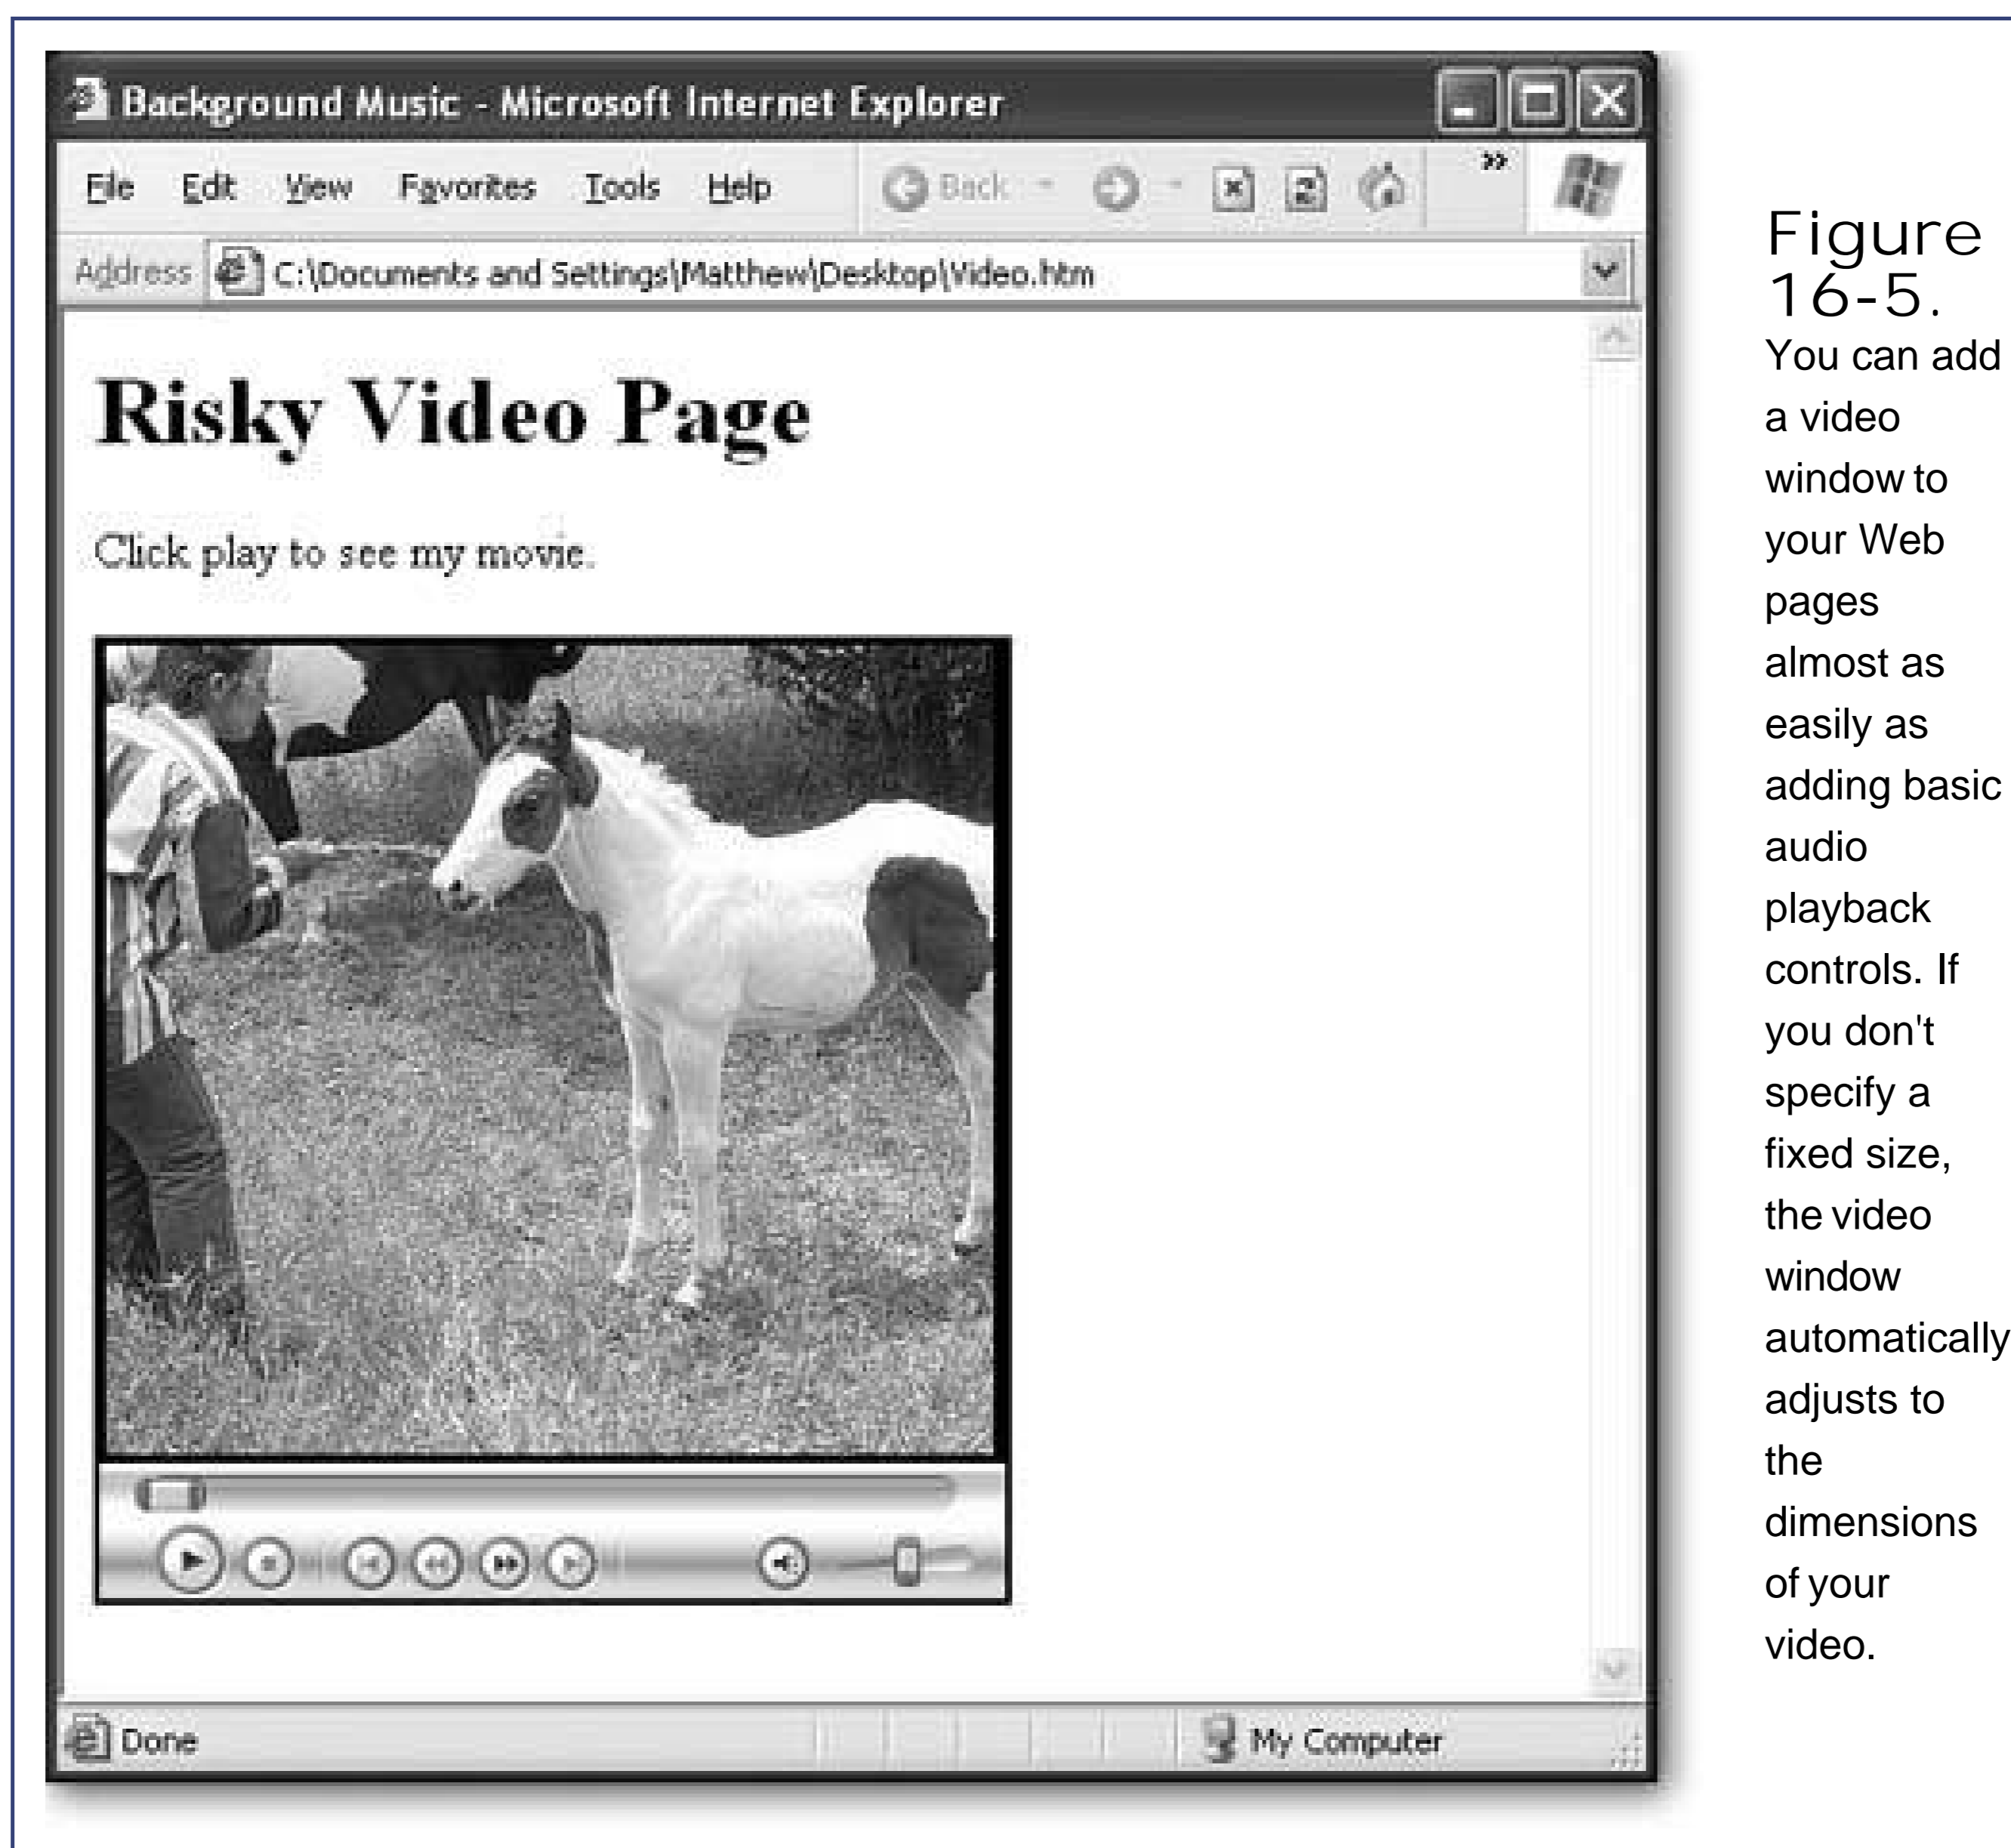 Background Music - Microsoft Internet Explorer
File Edit View Favorites Tools Help Back »
Address C:\Documents and Settings\Matthew\Desktop\Video.htm
Risky Video Page
Click play to see my movie.
Done My Computer
Figure
16-5.
You can add
a video
window to
your Web
pages
almost as
easily as
adding basic
audio
playback
controls. If
you don't
specify a
fixed size,
the video
window
automatically
adjusts to
the
dimensions
of your
video.